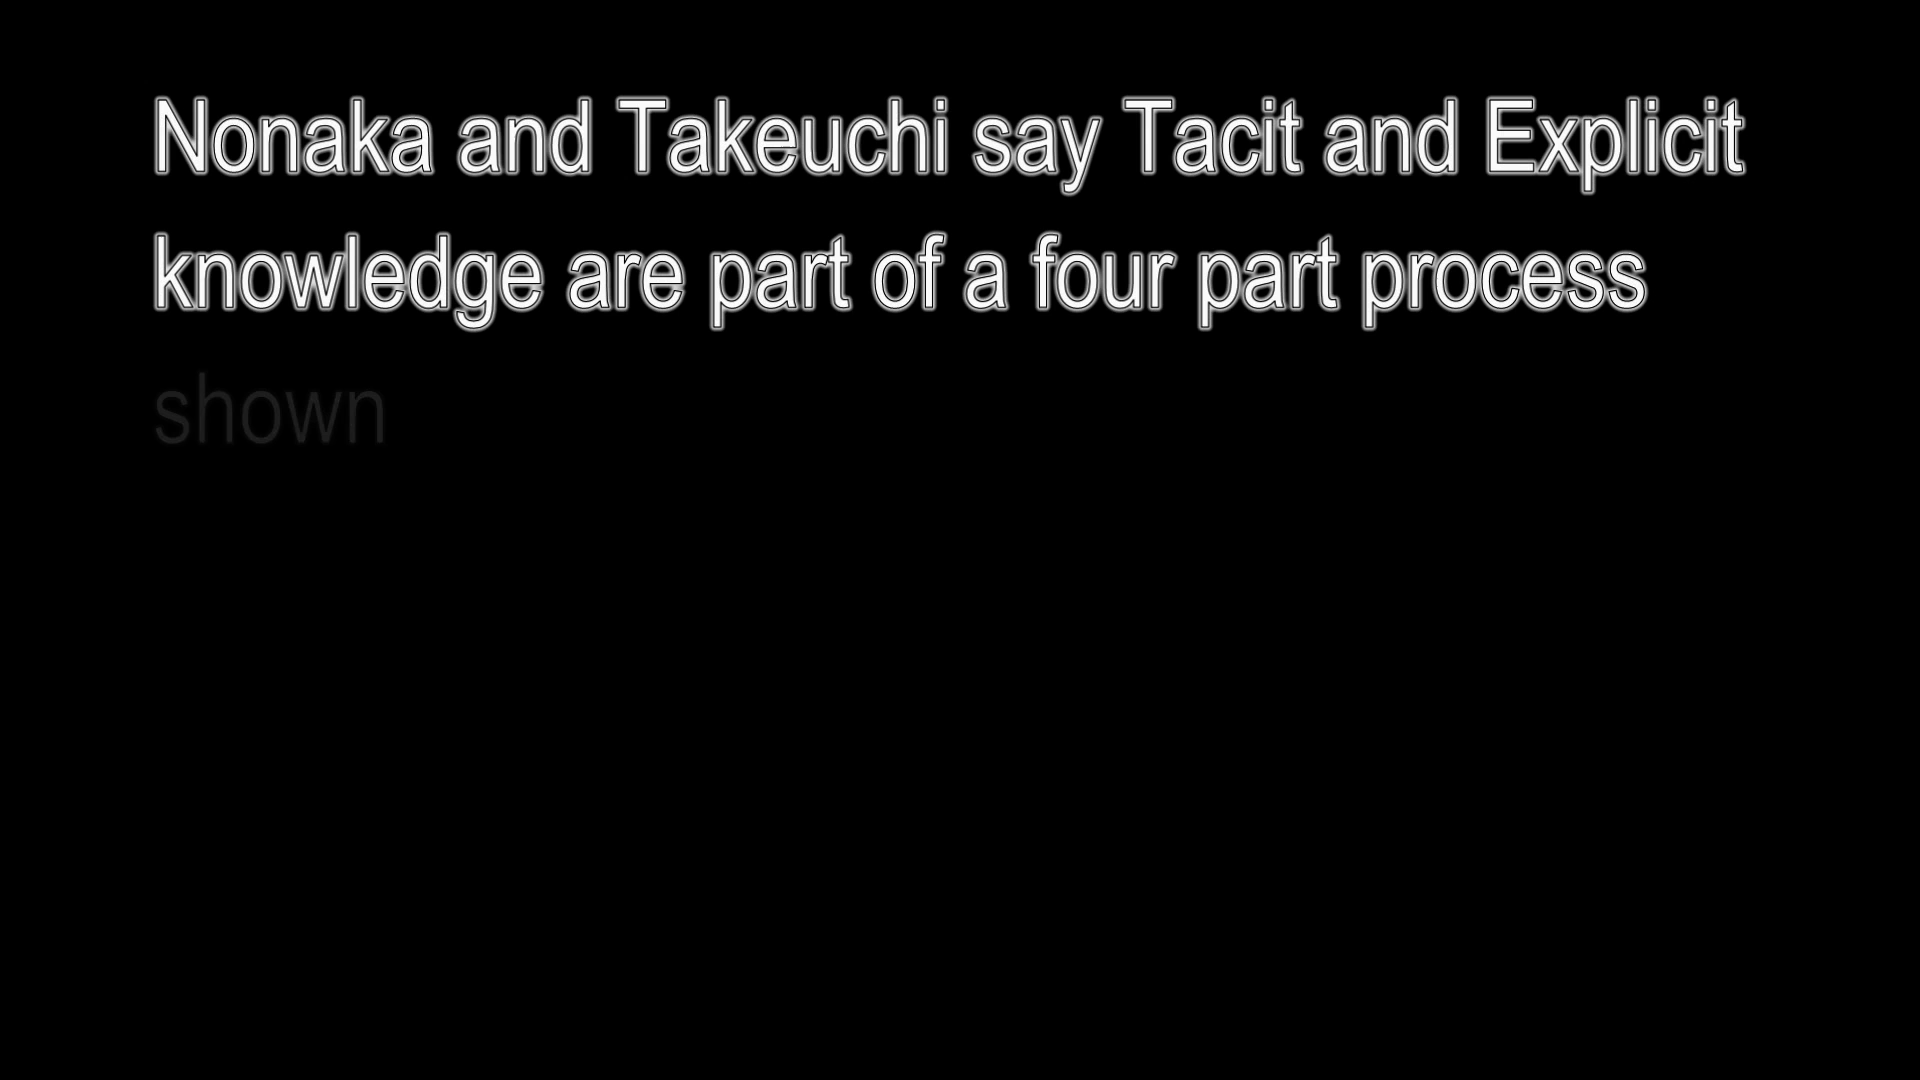 Nonaka and Takeuchi say Tacit and Explicit
knowledge are part of a four part process
shown